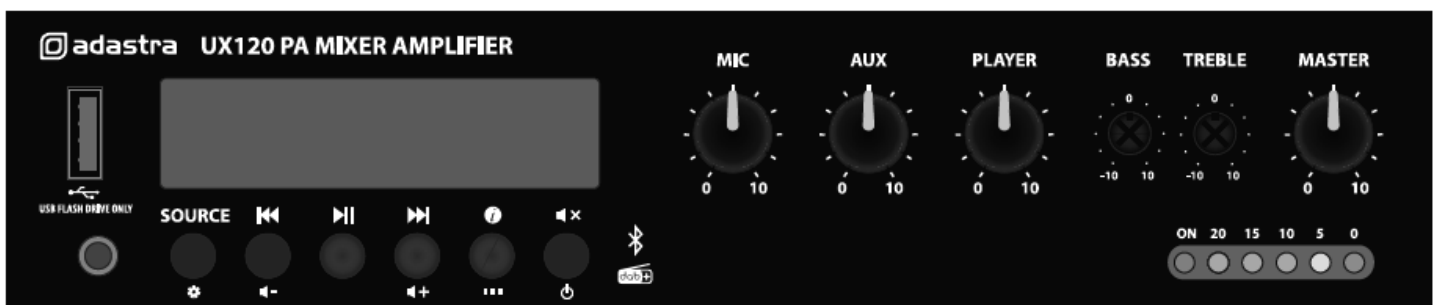 adastra UX120 PA MIXER AMPLIFIER
MIC AUX PLAYER BASS TREBLE MASTER
0 0
-10 10 -10 10
0 10 0 10 0 10 0 10
USB FLASH DRIVE ONLY
SOURCE
ON 20 15 10 5 0
dab+